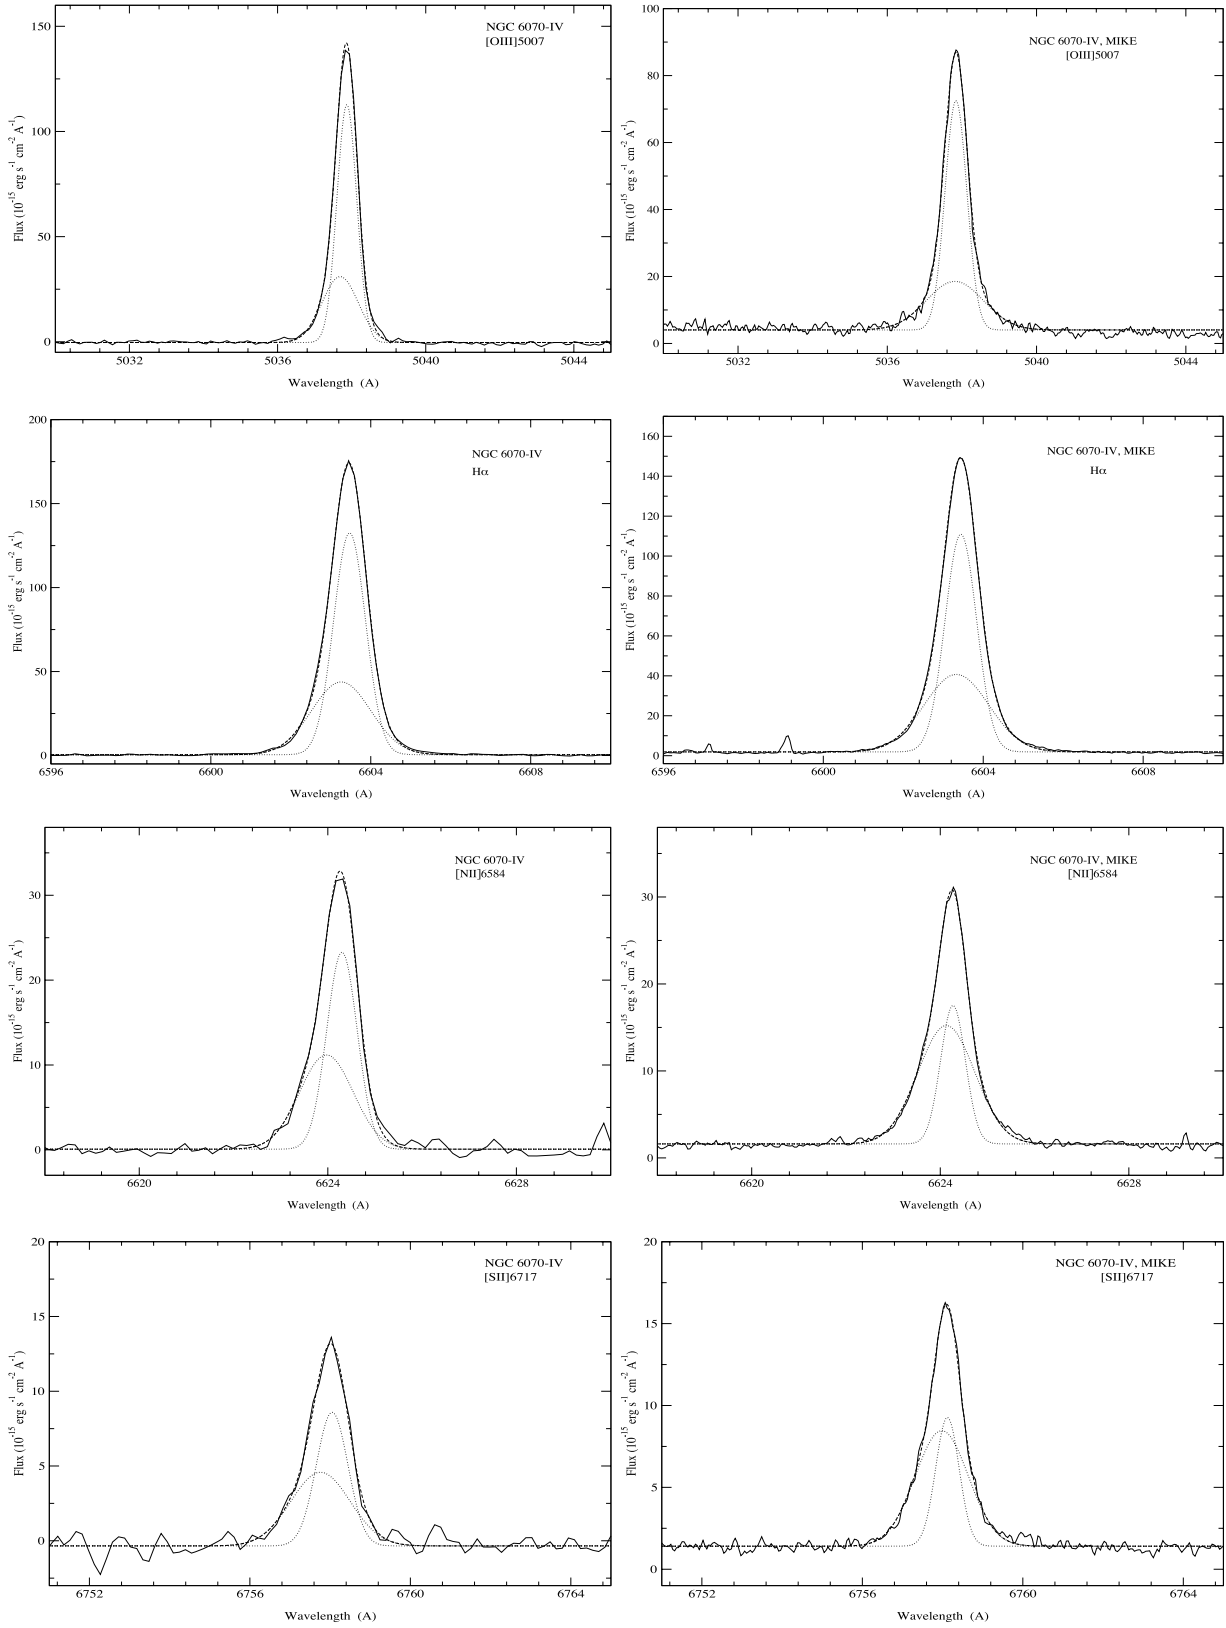 NGC 6070-IV
[OIII]5007
150
100
50
0
Flux (10⁻¹⁵ erg s⁻¹ cm⁻² A⁻¹)
5032
5036
5040
5044
Wavelength (A)
NGC 6070-IV, MIKE
[OIII]5007
100
80
60
40
20
0
Flux (10⁻¹⁵ erg s⁻¹ cm⁻² A⁻¹)
5032
5036
5040
5044
Wavelength (A)
NGC 6070-IV
Hα
200
150
100
50
0
Flux (10⁻¹⁵ erg s⁻¹ cm⁻² A⁻¹)
6596
6600
6604
6608
Wavelength (A)
NGC 6070-IV, MIKE
Hα
160
140
120
100
80
60
40
20
0
Flux (10⁻¹⁵ erg s⁻¹ cm⁻² A⁻¹)
6596
6600
6604
6608
Wavelength (A)
NGC 6070-IV
[NII]6584
30
20
10
0
Flux (10⁻¹⁵ erg s⁻¹ cm⁻² A⁻¹)
6620
6624
6628
Wavelength (A)
NGC 6070-IV, MIKE
[NII]6584
30
20
10
0
Flux (10⁻¹⁵ erg s⁻¹ cm⁻² A⁻¹)
6620
6624
6628
Wavelength (A)
NGC 6070-IV
[SII]6717
20
15
10
5
0
Flux (10⁻¹⁵ erg s⁻¹ cm⁻² A⁻¹)
6752
6756
6760
6764
Wavelength (A)
NGC 6070-IV, MIKE
[SII]6717
20
15
10
5
0
Flux (10⁻¹⁵ erg s⁻¹ cm⁻² A⁻¹)
6752
6756
6760
6764
Wavelength (A)